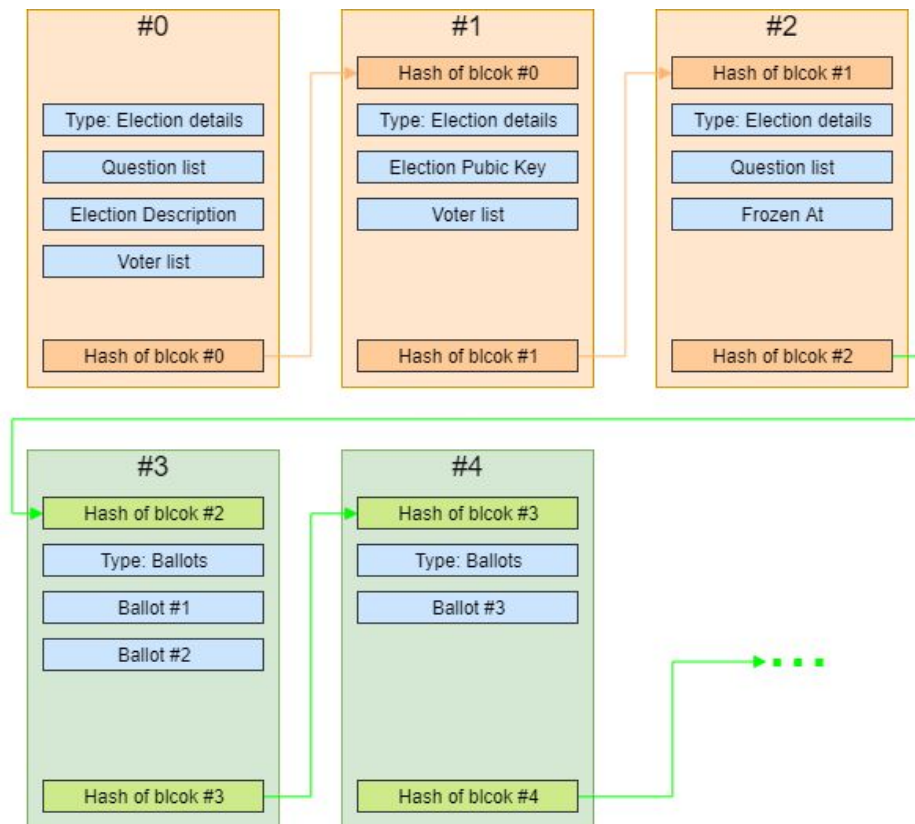 #0
Type: Election details
Question list
Election Description
Voter list
Hash of blcok #0
#1
Hash of blcok #0
Type: Election details
Election Pubic Key
Voter list
Hash of blcok #1
#2
Hash of blcok #1
Type: Election details
Question list
Frozen At
Hash of blcok #2
#3
Hash of blcok #2
Type: Ballots
Ballot #1
Ballot #2
Hash of blcok #3
#4
Hash of blcok #3
Type: Ballots
Ballot #3
Hash of blcok #4